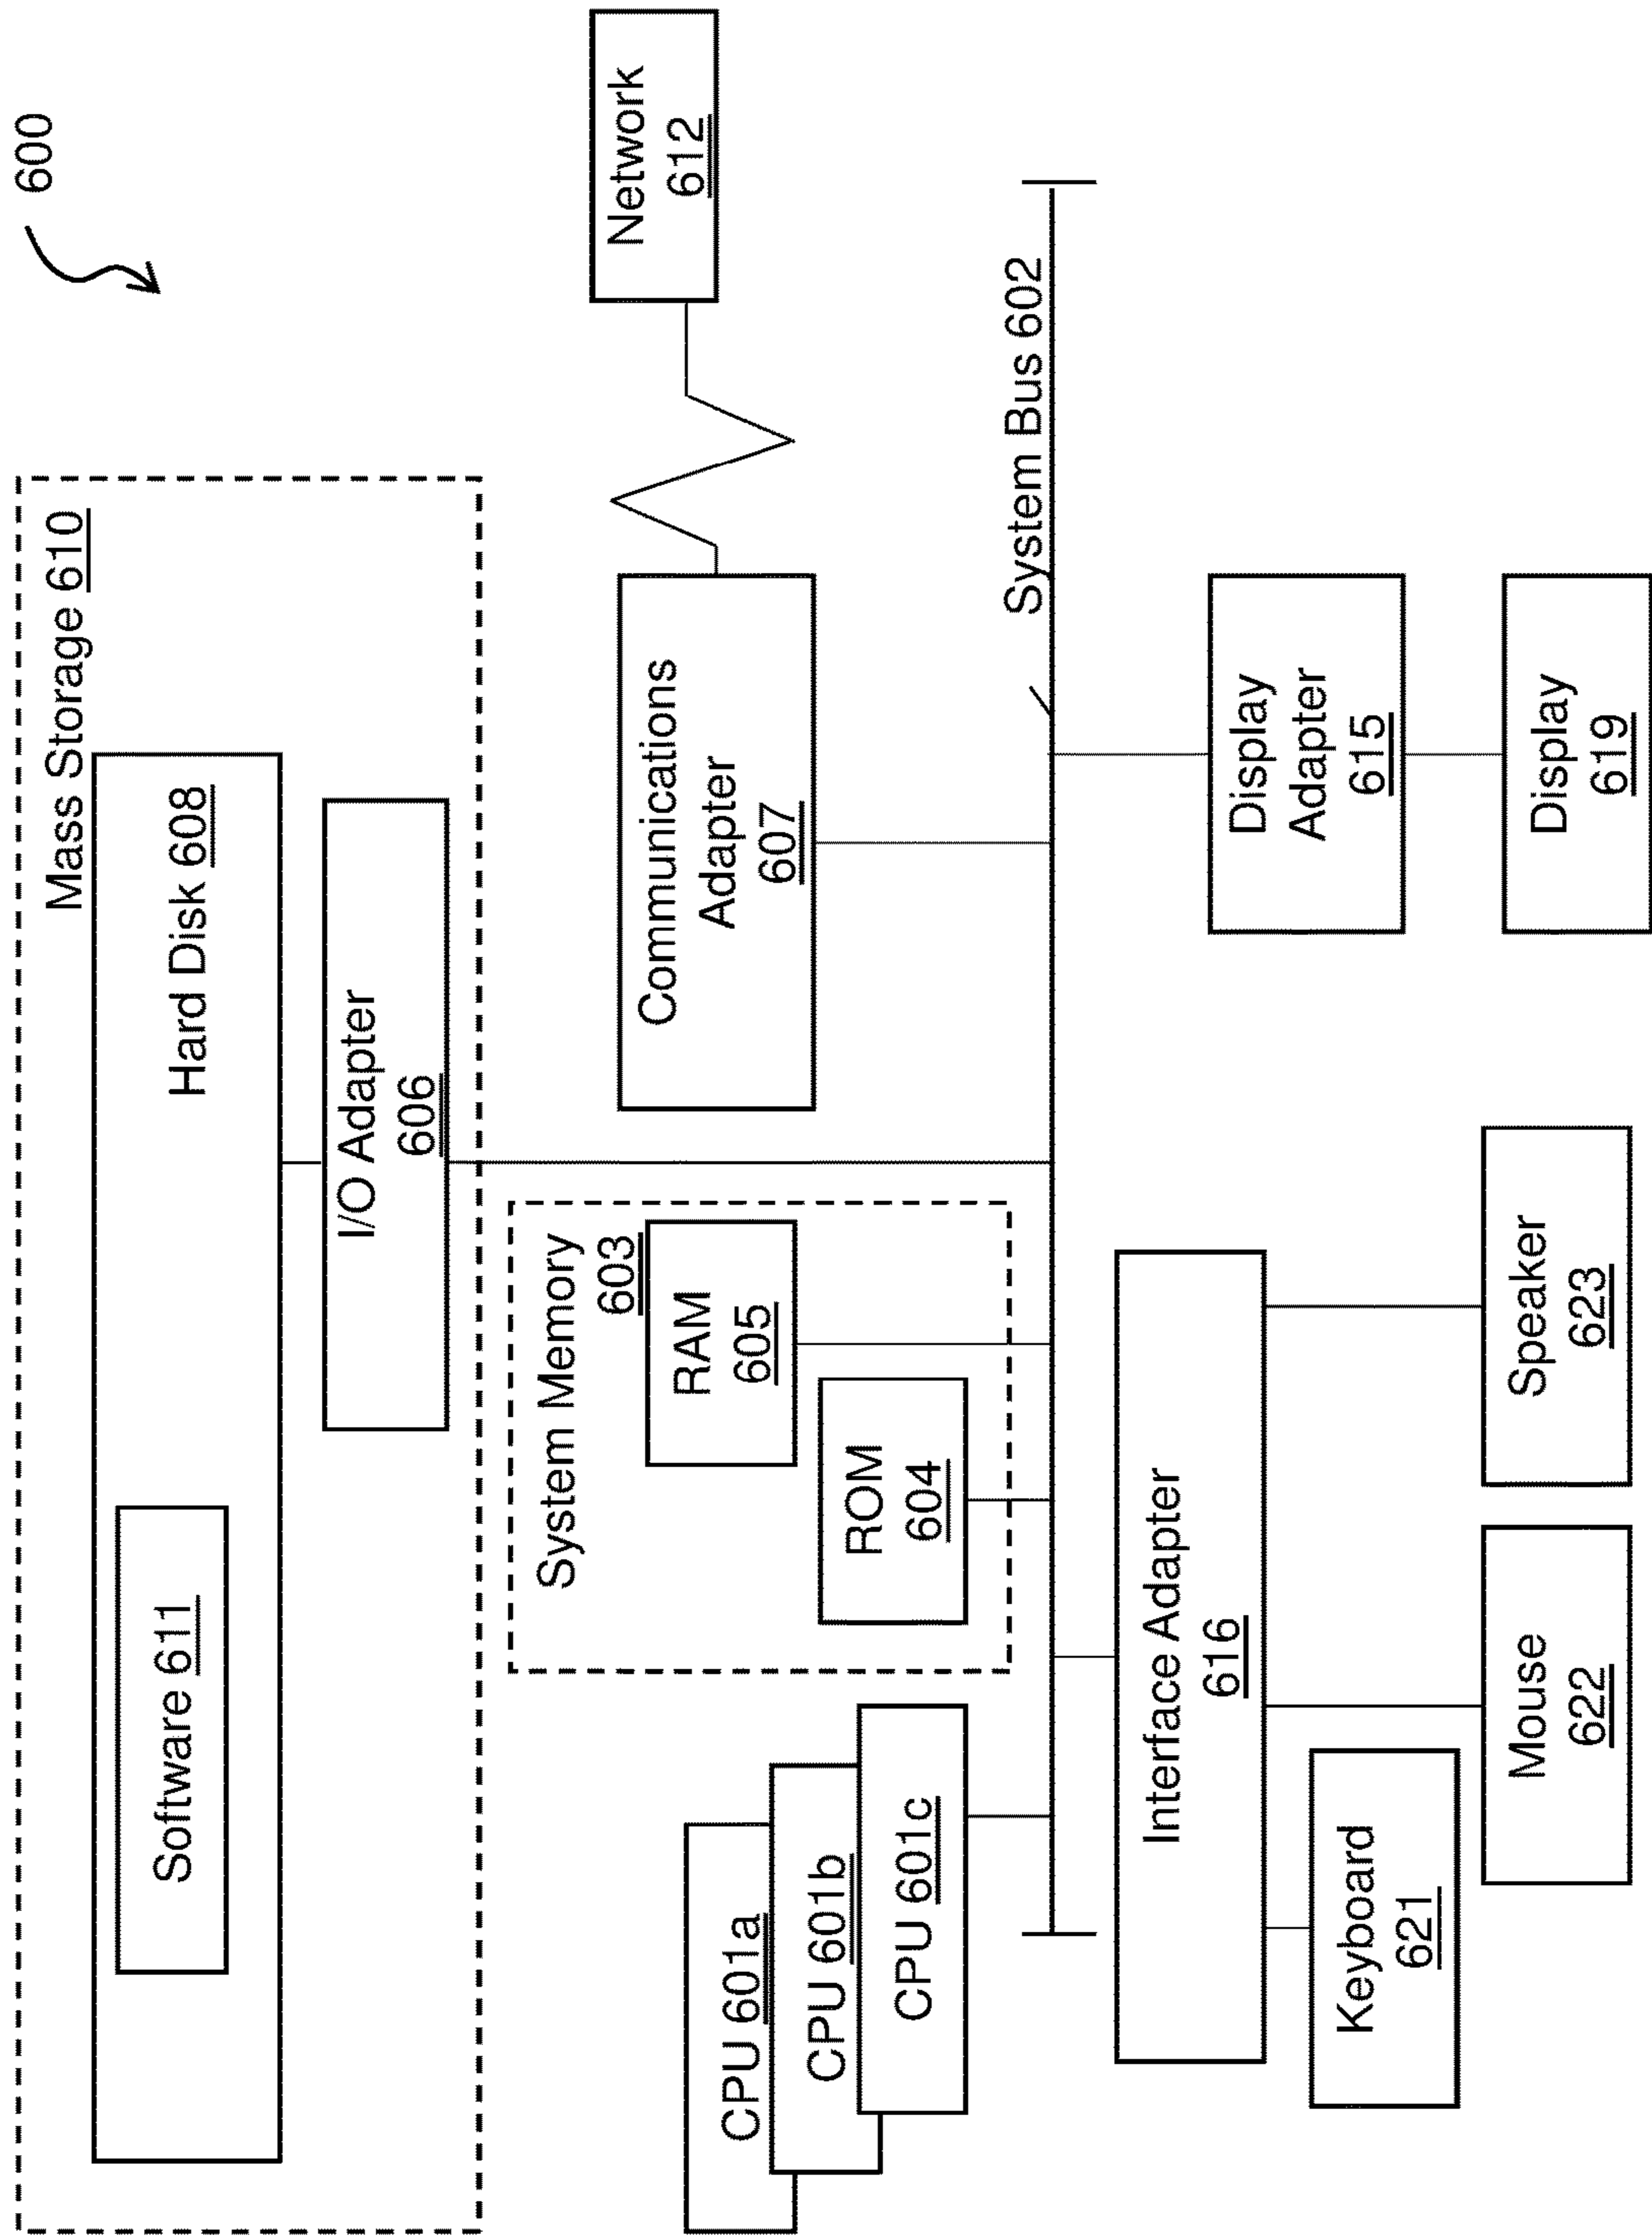 600
Mass Storage 610
Hard Disk 608
Software 611
I/O Adapter
606
Network
612
Communications
Adapter
607
System Memory
603
RAM
605
ROM
604
CPU 601a
CPU 601b
CPU 601c
System Bus 602
Interface Adapter
616
Display
Adapter
615
Keyboard
621
Mouse
622
Speaker
623
Display
619